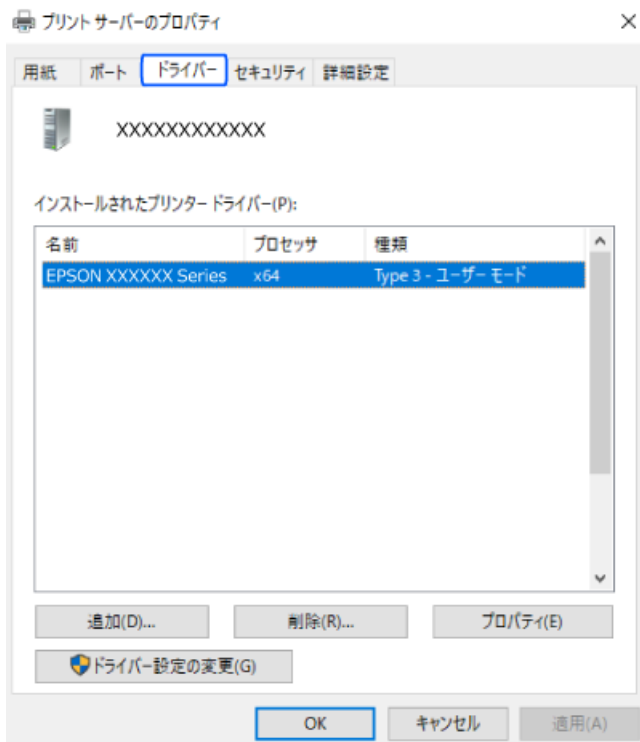 プリント サーバーのプロパティ
用紙 ポート ドライバー セキュリティ 詳細設定
XXXXXXXXXXXX
インストールされたプリンター ドライバー(P):
名前 プロセッサ 種類
EPSON XXXXXX Series x64 Type 3 - ユーザー モード
追加(D)... 削除(R)... プロパティ(E)
ドライバー設定の変更(G)
OK キャンセル 適用(A)